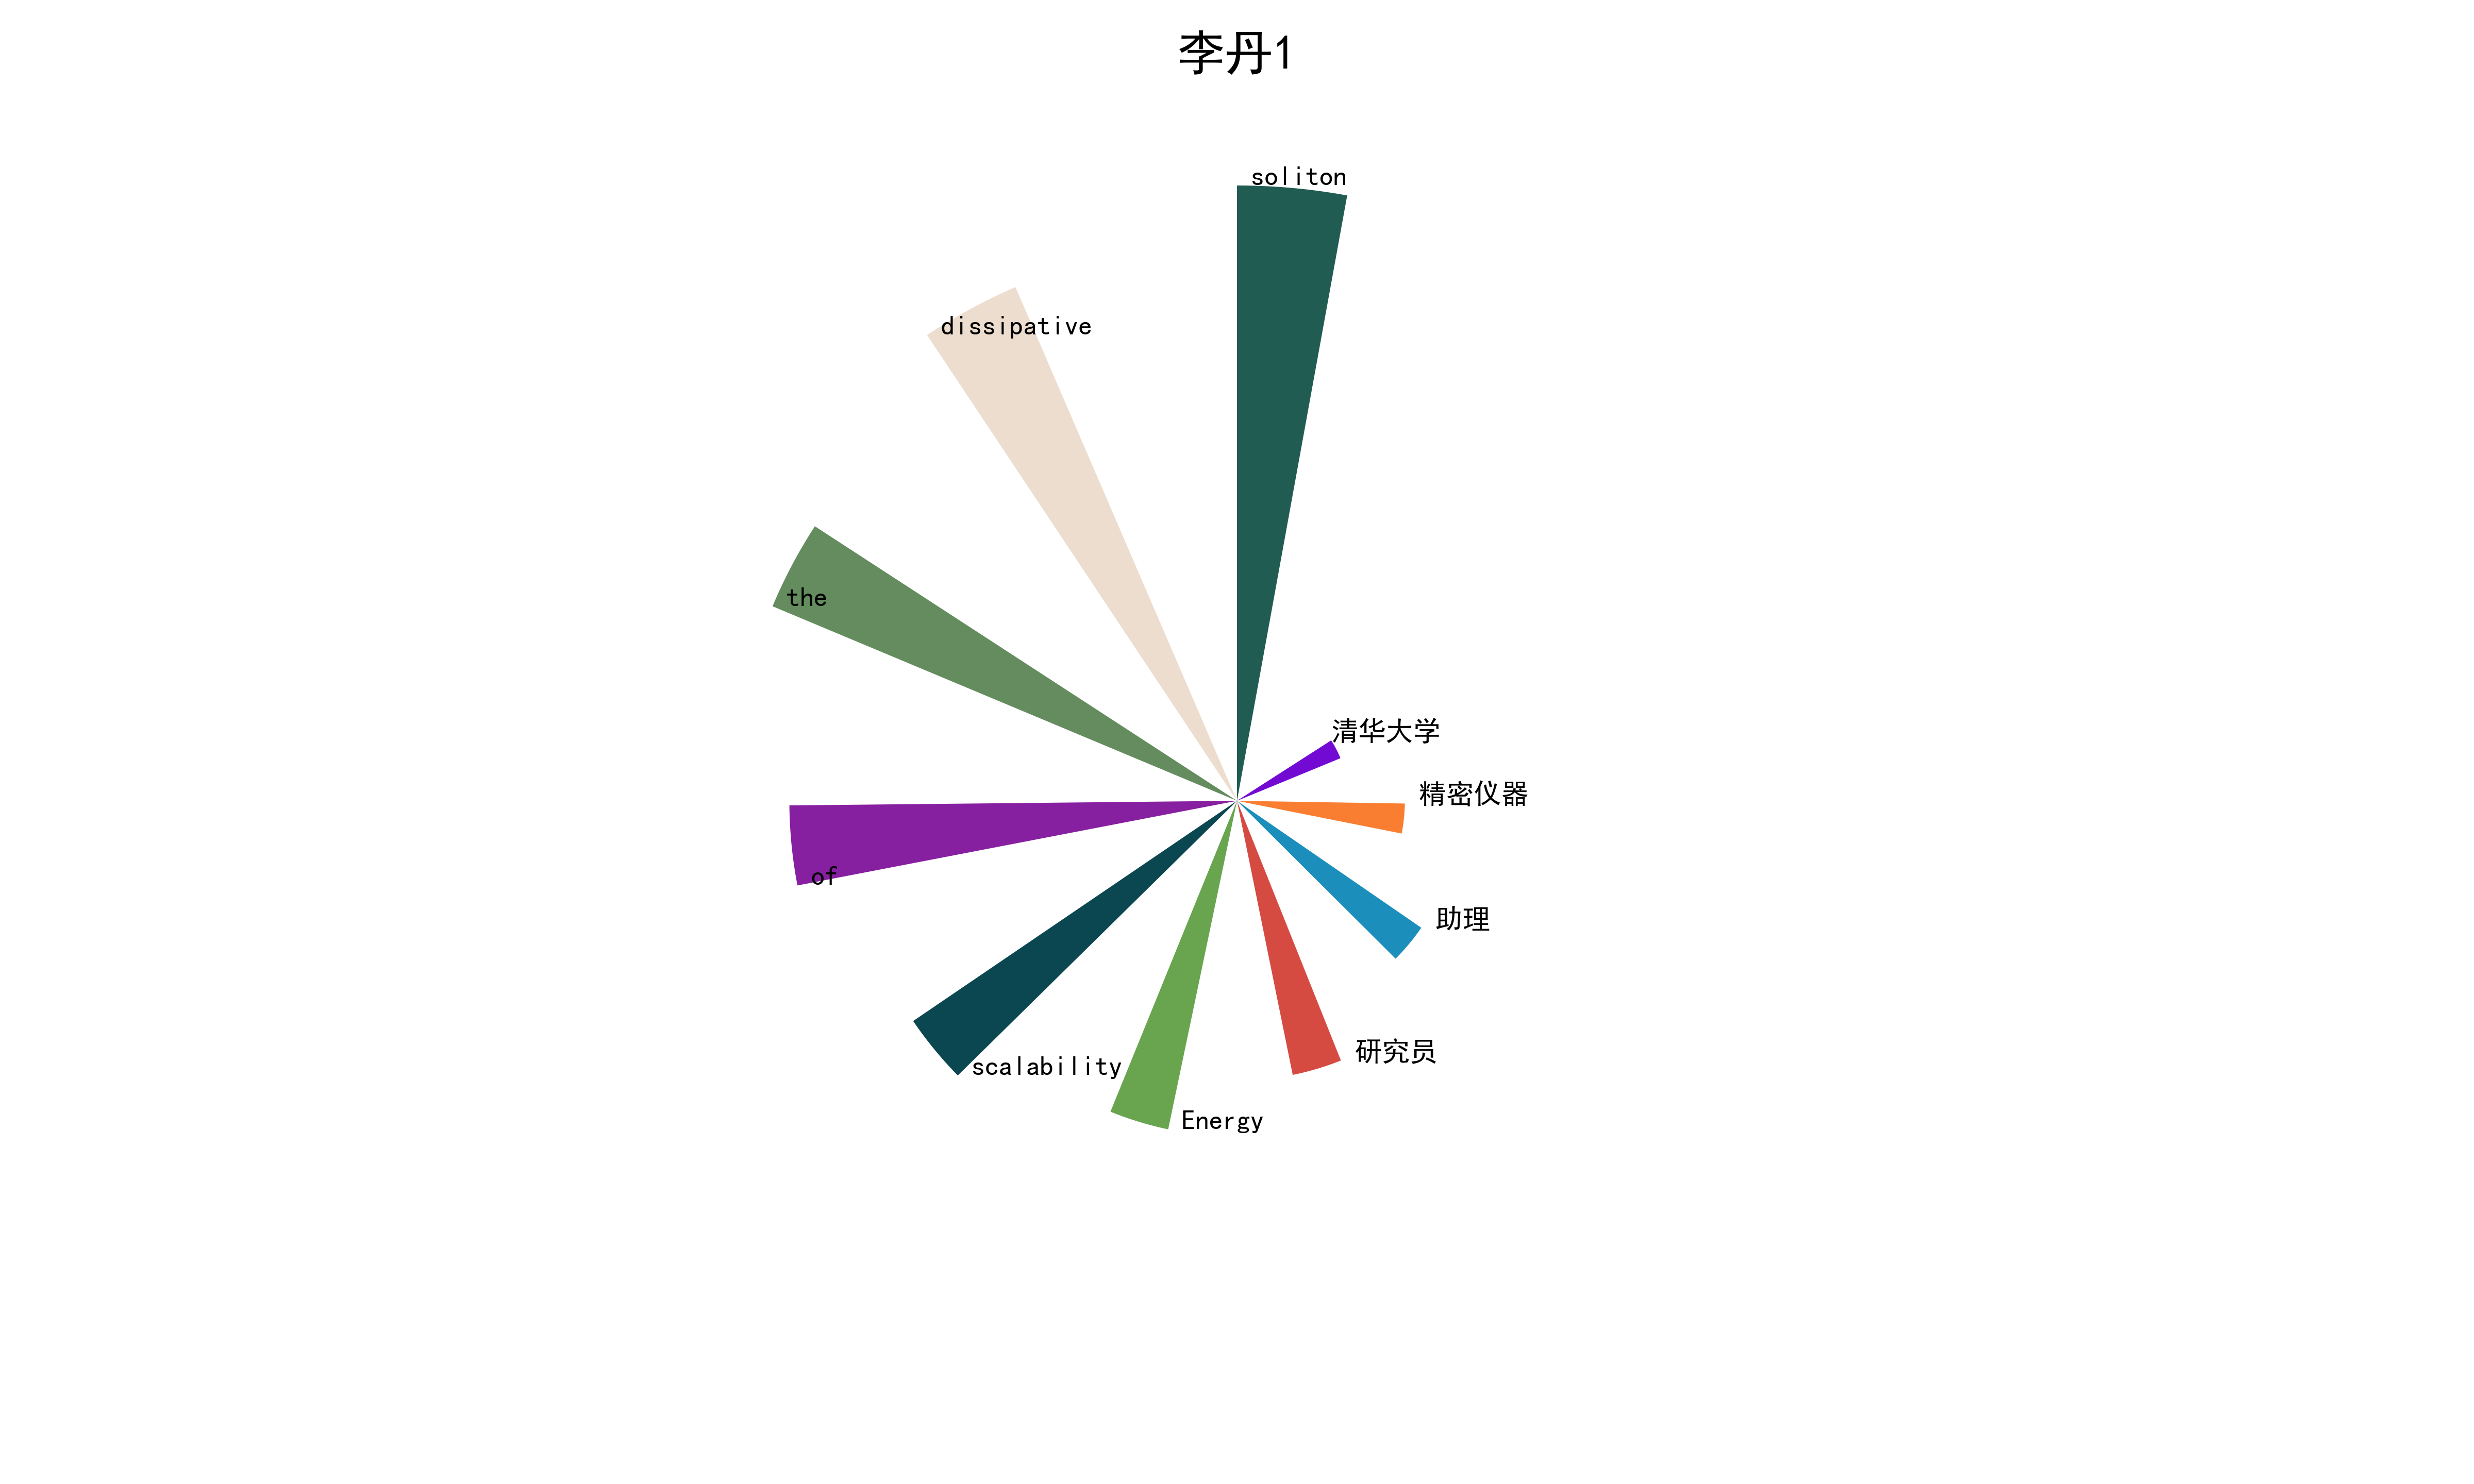 李丹1
soliton
dissipative
the
清华大学
精密仪器
of
助理
研究员
scalability
Energy